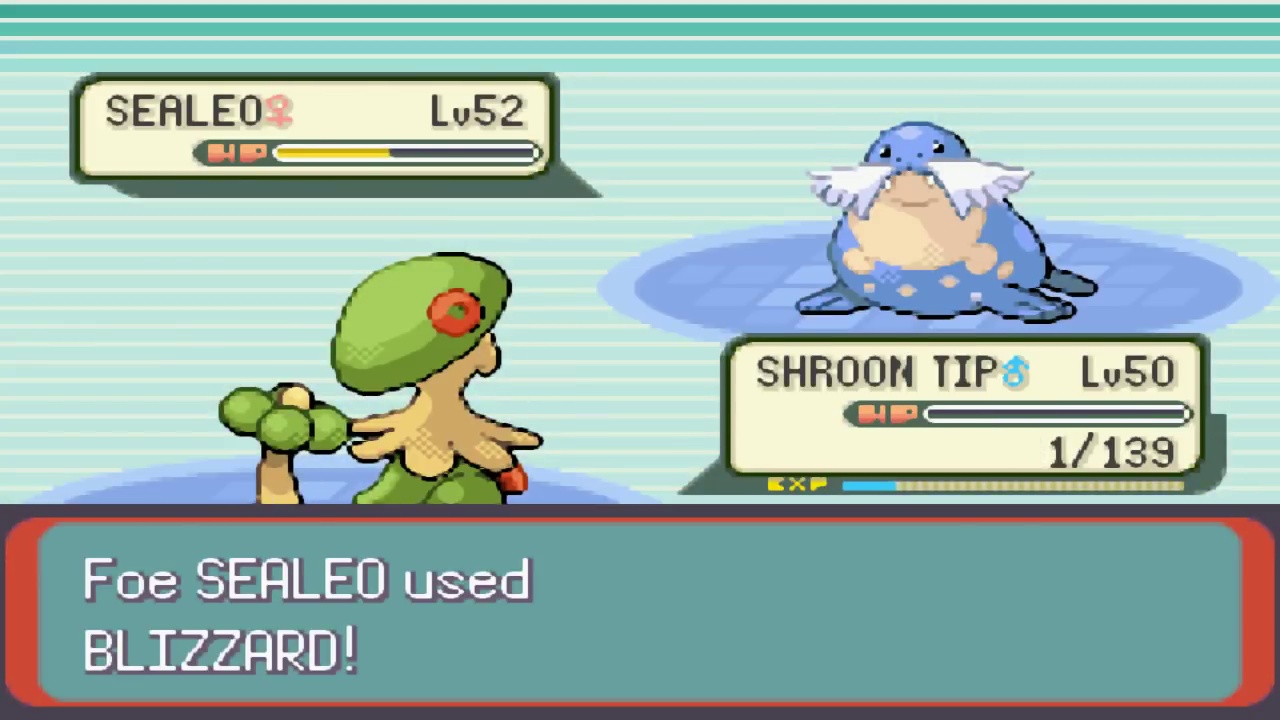 SEALEO♀ Lv52
HP
SHROON TIP♂ Lv50
HP
1/139
EXP
Foe SEALEO used
BLIZZARD!